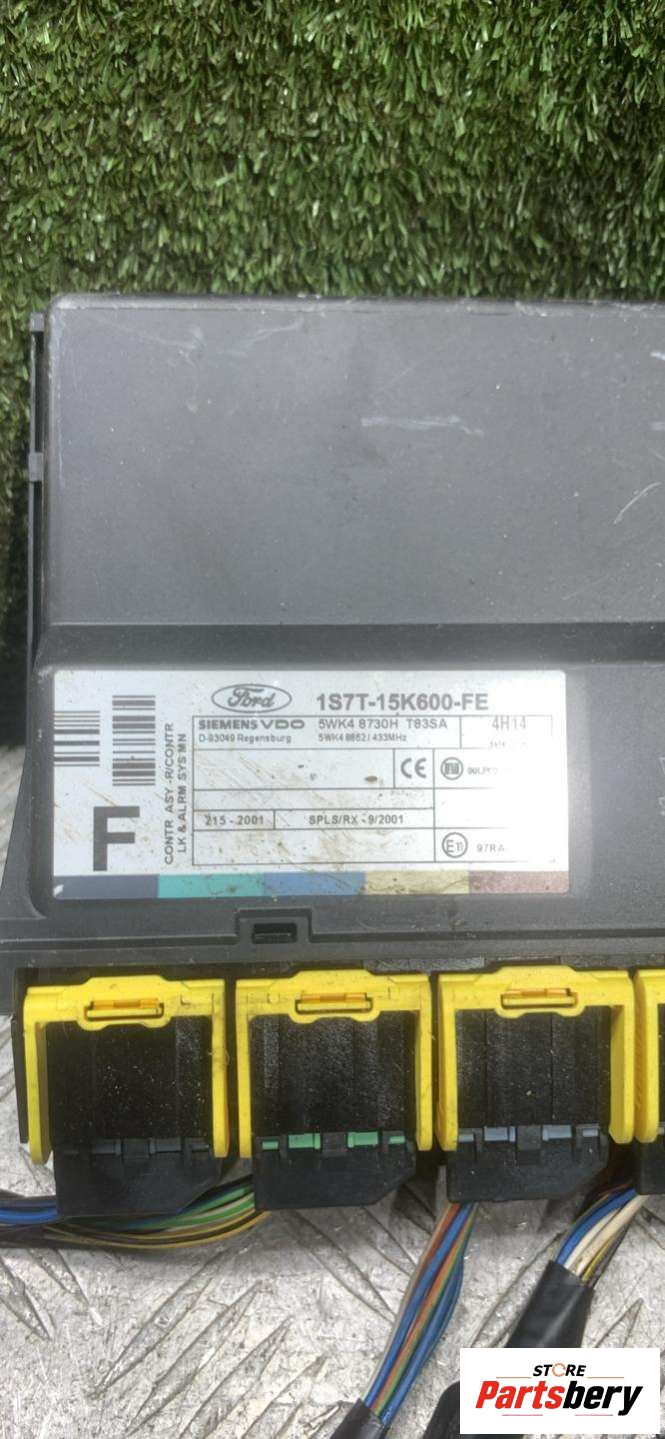 Ford
1S7T-15K600-FE
SIEMENS VDO 5WK4 8730H T83SA 4H14
D-93049 Regensburg 5WK4 8652I 433MHz
CE
215 - 2001 SPLS/RX - 9/2001
E11 97RA
CONTR ASY -R/CONTR
LK & ALRM SYS MN
F
STORE
Partsbery